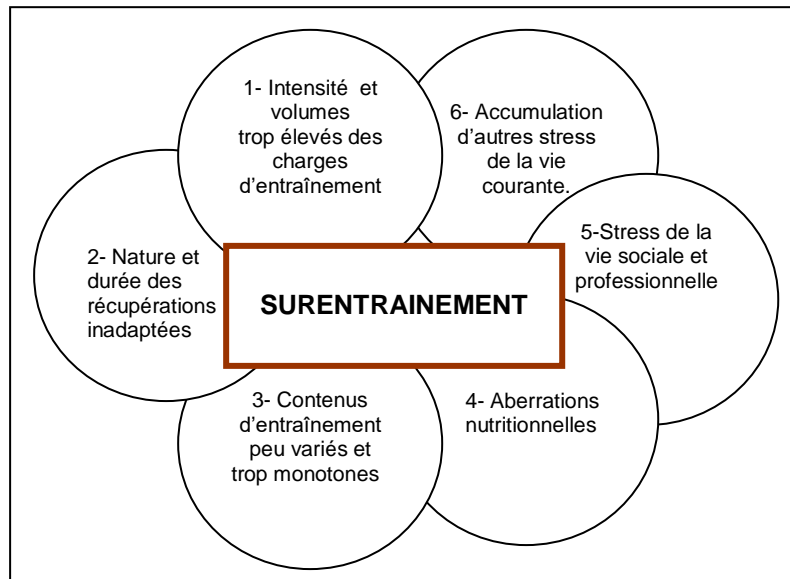 1- Intensité et
volumes
trop élevés des
charges
d'entraînement
6- Accumulation
d'autres stress
de la vie
courante.
2- Nature et
durée des
récupérations
inadaptées
5-Stress de la
vie sociale et
professionnelle
SURENTRAINEMENT
3- Contenus
d'entraînement
peu variés et
trop monotones
4- Aberrations
nutritionnelles